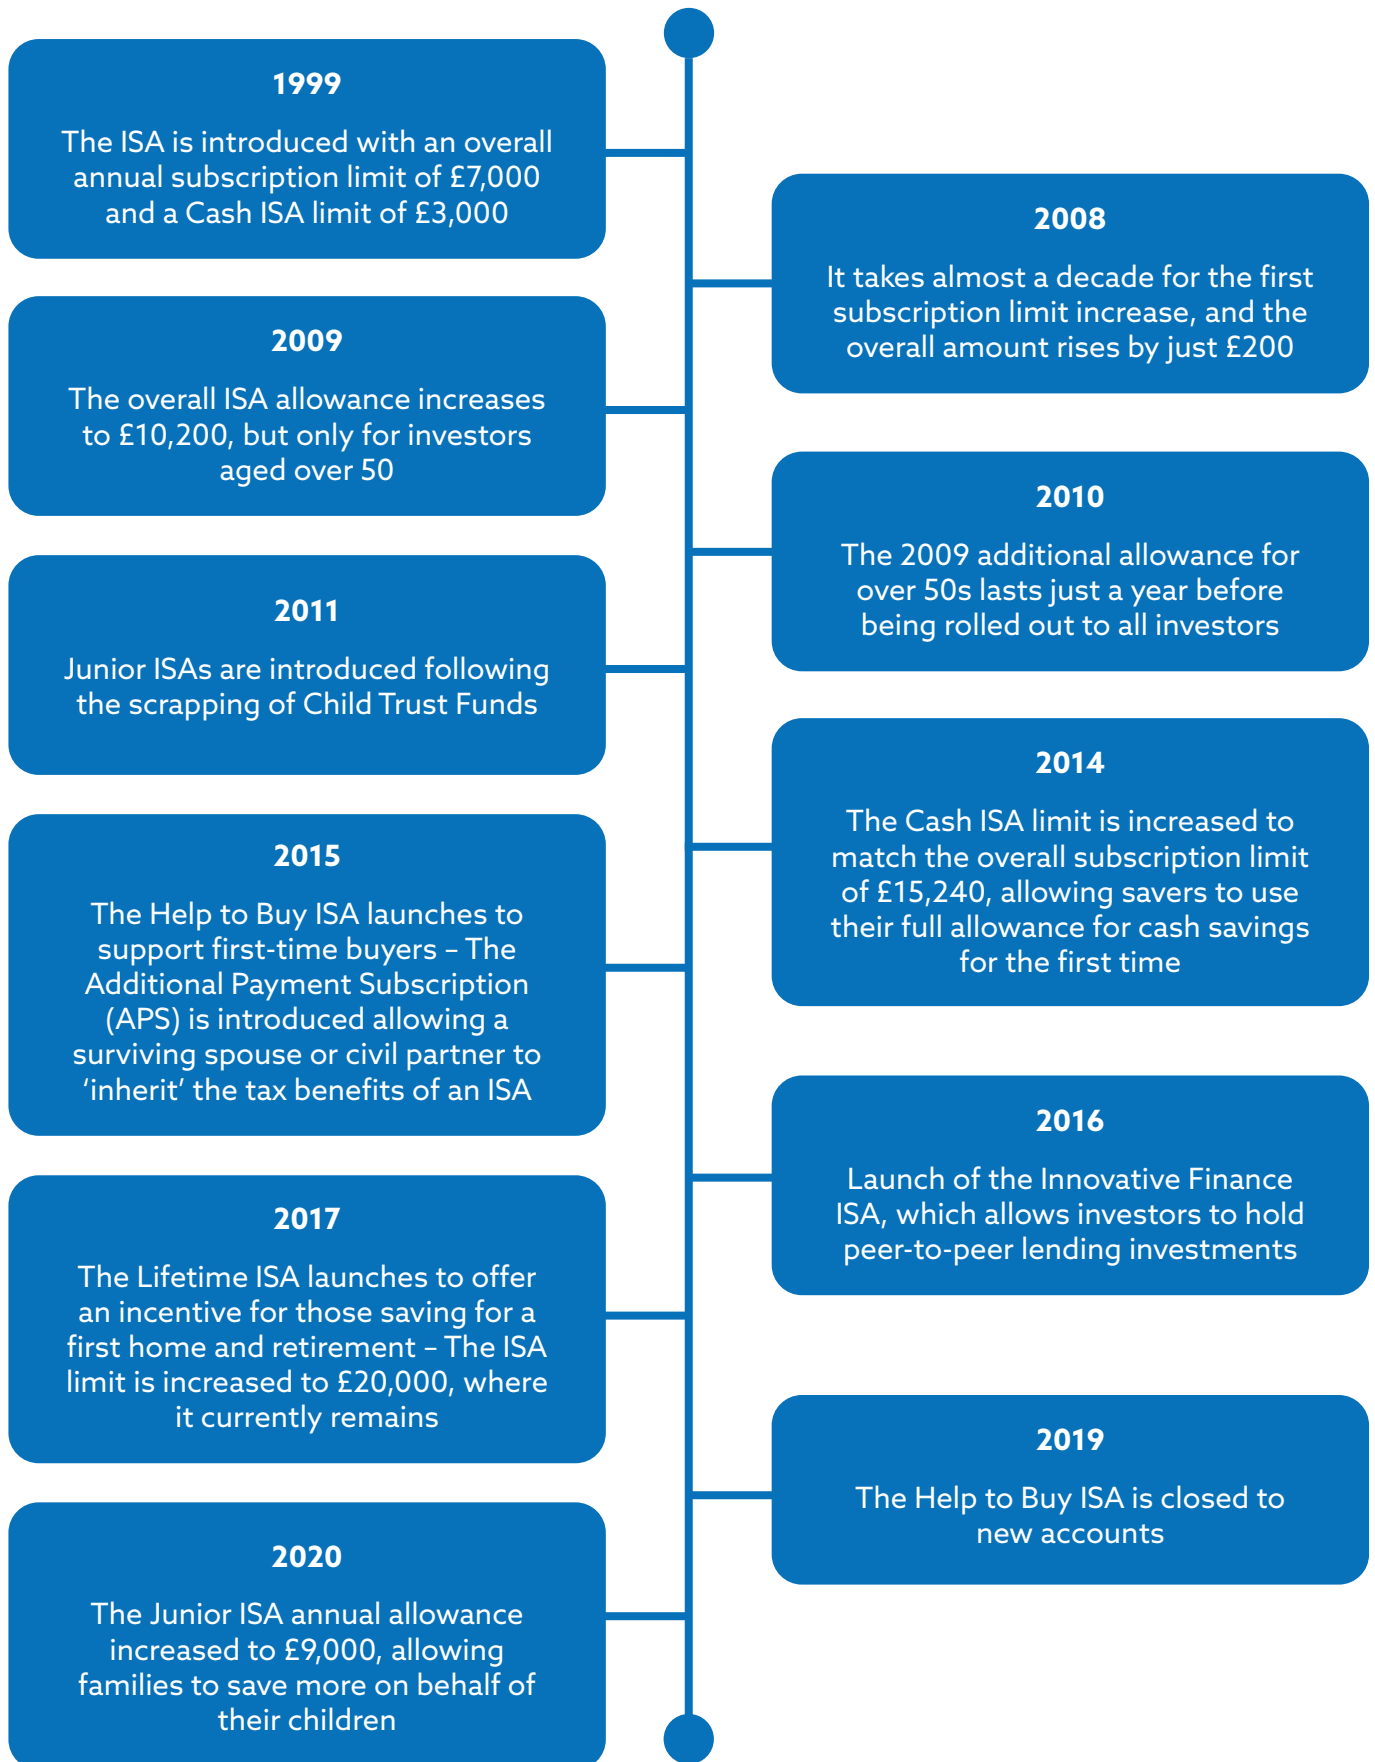 1999
The ISA is introduced with an overall
annual subscription limit of £7,000
and a Cash ISA limit of £3,000
2008
It takes almost a decade for the first
subscription limit increase, and the
overall amount rises by just £200
2009
The overall ISA allowance increases
to £10,200, but only for investors
aged over 50
2010
The 2009 additional allowance for
over 50s lasts just a year before
being rolled out to all investors
2011
Junior ISAs are introduced following
the scrapping of Child Trust Funds
2014
The Cash ISA limit is increased to
match the overall subscription limit
of £15,240, allowing savers to use
their full allowance for cash savings
for the first time
2015
The Help to Buy ISA launches to
support first-time buyers – The
Additional Payment Subscription
(APS) is introduced allowing a
surviving spouse or civil partner to
‘inherit’ the tax benefits of an ISA
2016
Launch of the Innovative Finance
ISA, which allows investors to hold
peer-to-peer lending investments
2017
The Lifetime ISA launches to offer
an incentive for those saving for a
first home and retirement – The ISA
limit is increased to £20,000, where
it currently remains
2019
The Help to Buy ISA is closed to
new accounts
2020
The Junior ISA annual allowance
increased to £9,000, allowing
families to save more on behalf of
their children